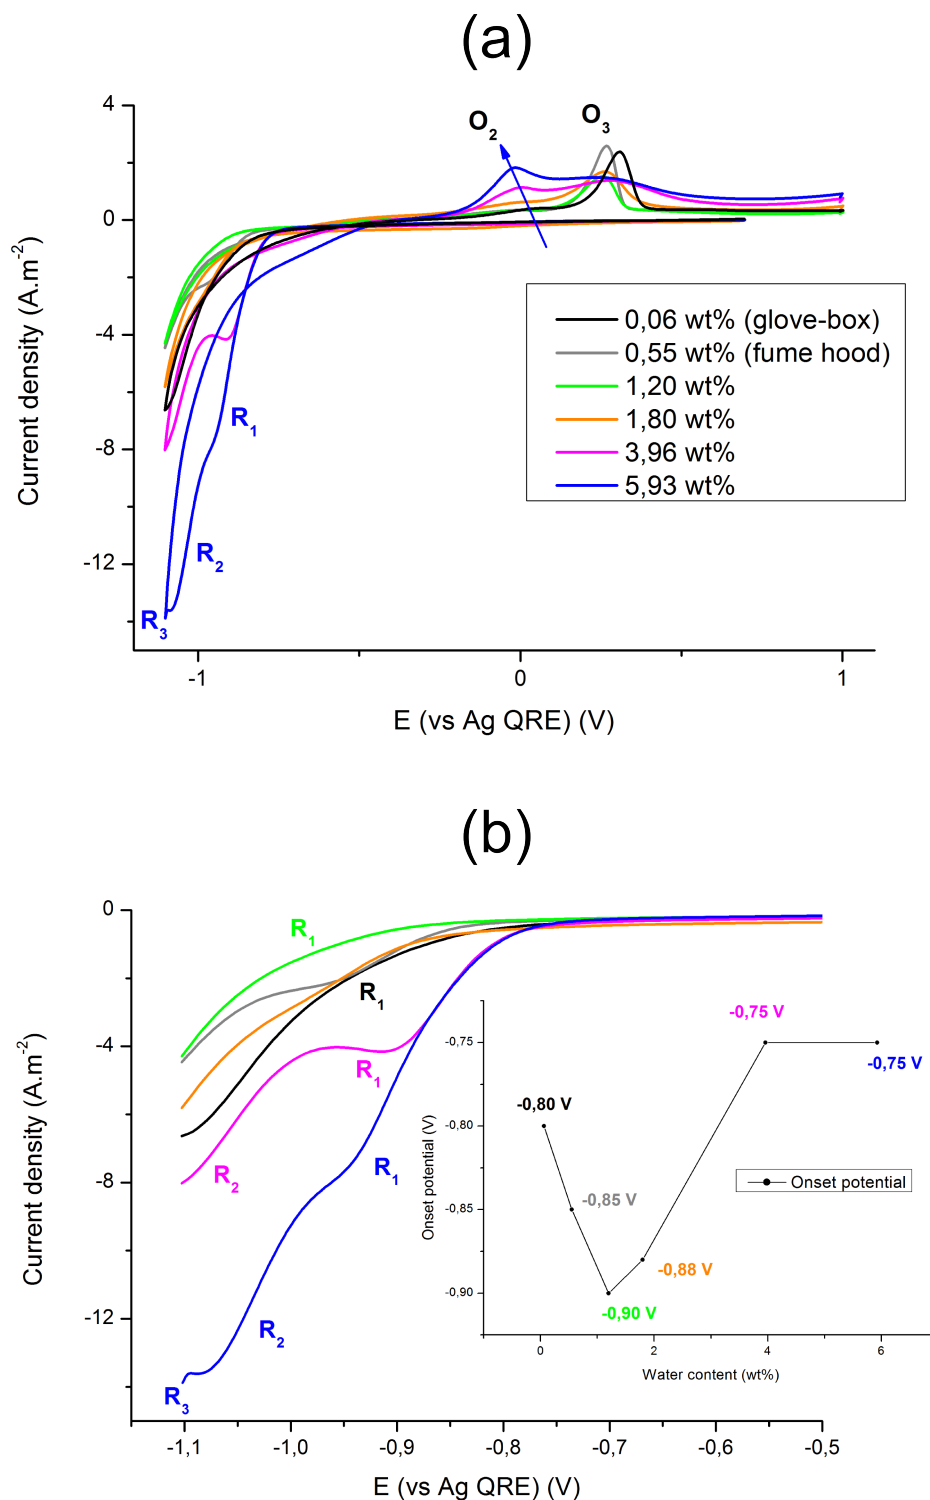 (a)
4
0
-4
-8
-12
Current density (A.m⁻²)
O₂
O₃
0,06 wt% (glove-box)
0,55 wt% (fume hood)
1,20 wt%
1,80 wt%
3,96 wt%
5,93 wt%
R₁
R₂
R₃
-1
0
1
E (vs Ag QRE) (V)
(b)
0
-4
-8
-12
Current density (A.m⁻²)
R₁
R₁
R₁
R₂
R₁
R₂
R₃
-0,75
-0,80
-0,85
-0,90
Onset potential (V)
-0,75 V
-0,75 V
-0,80 V
-0,85 V
-0,88 V
-0,90 V
Onset potential
0
2
4
6
Water content (wt%)
-1,1
-1,0
-0,9
-0,8
-0,7
-0,6
-0,5
E (vs Ag QRE) (V)